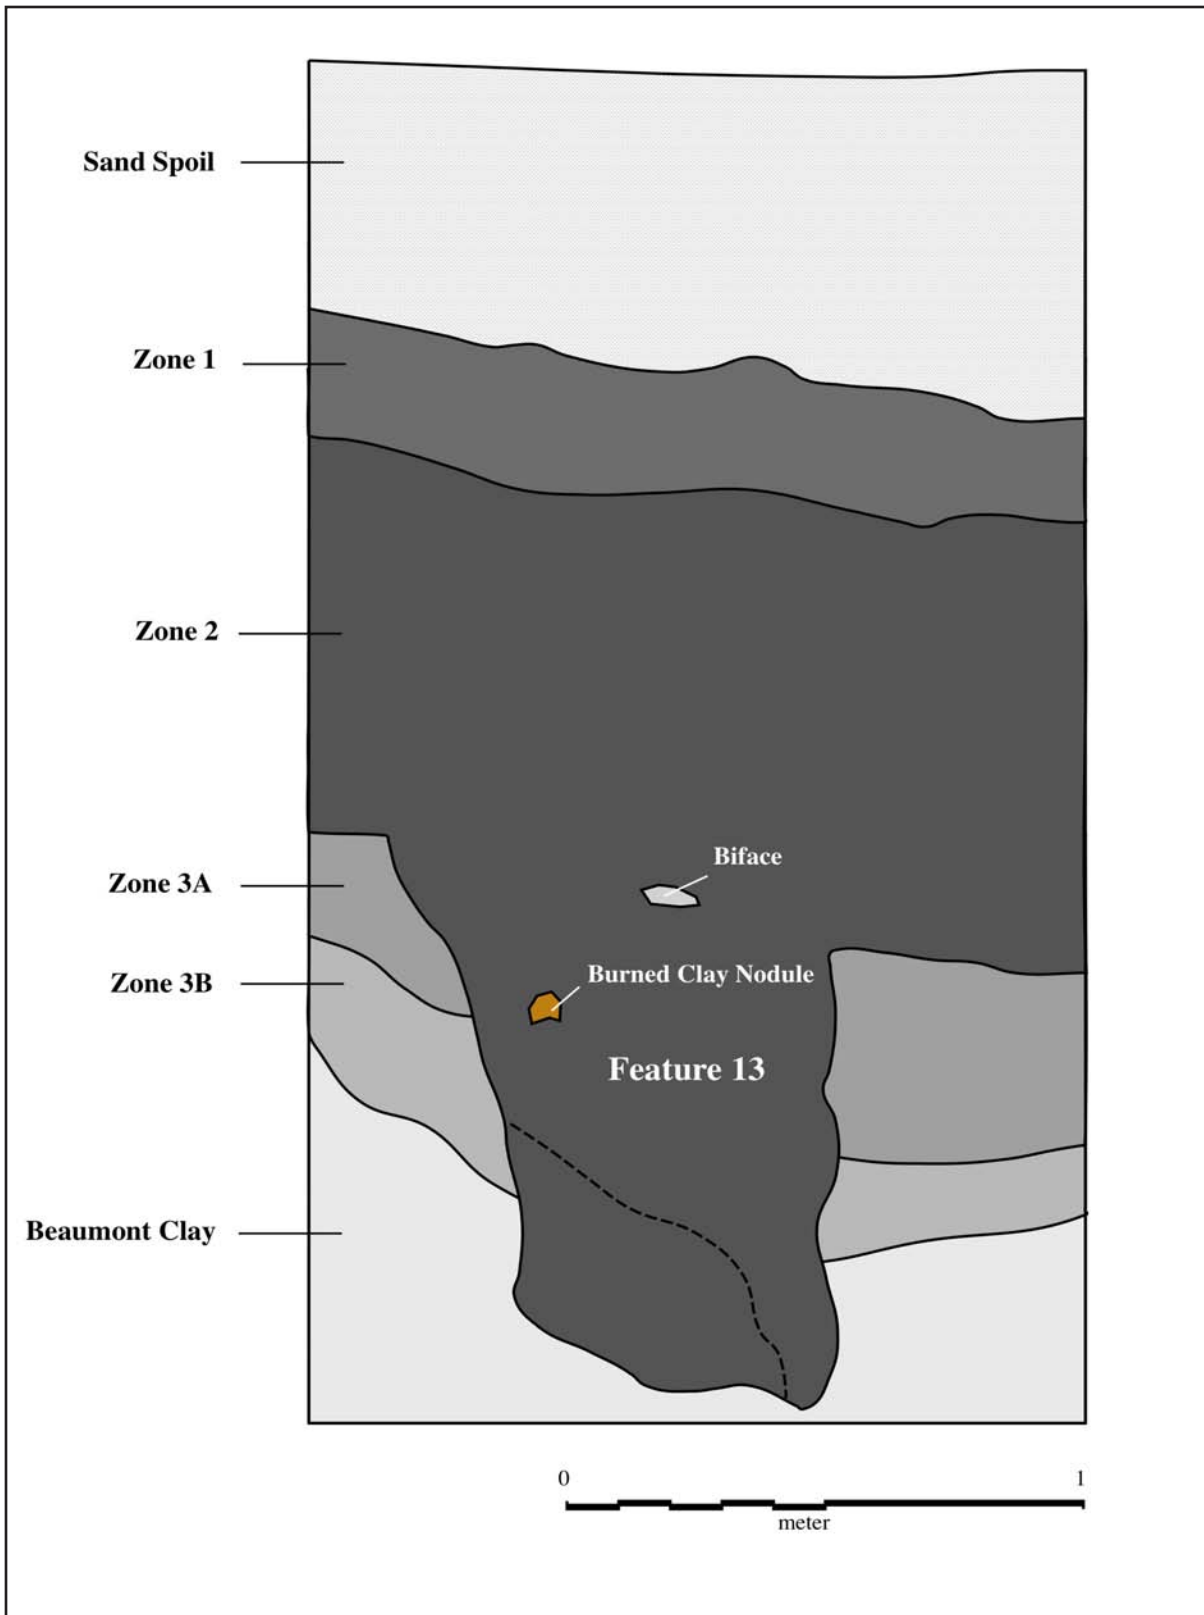 Sand Spoil
Zone 1
Zone 2
Biface
Zone 3A
Burned Clay Nodule
Zone 3B
Feature 13
Beaumont Clay
0 1
meter